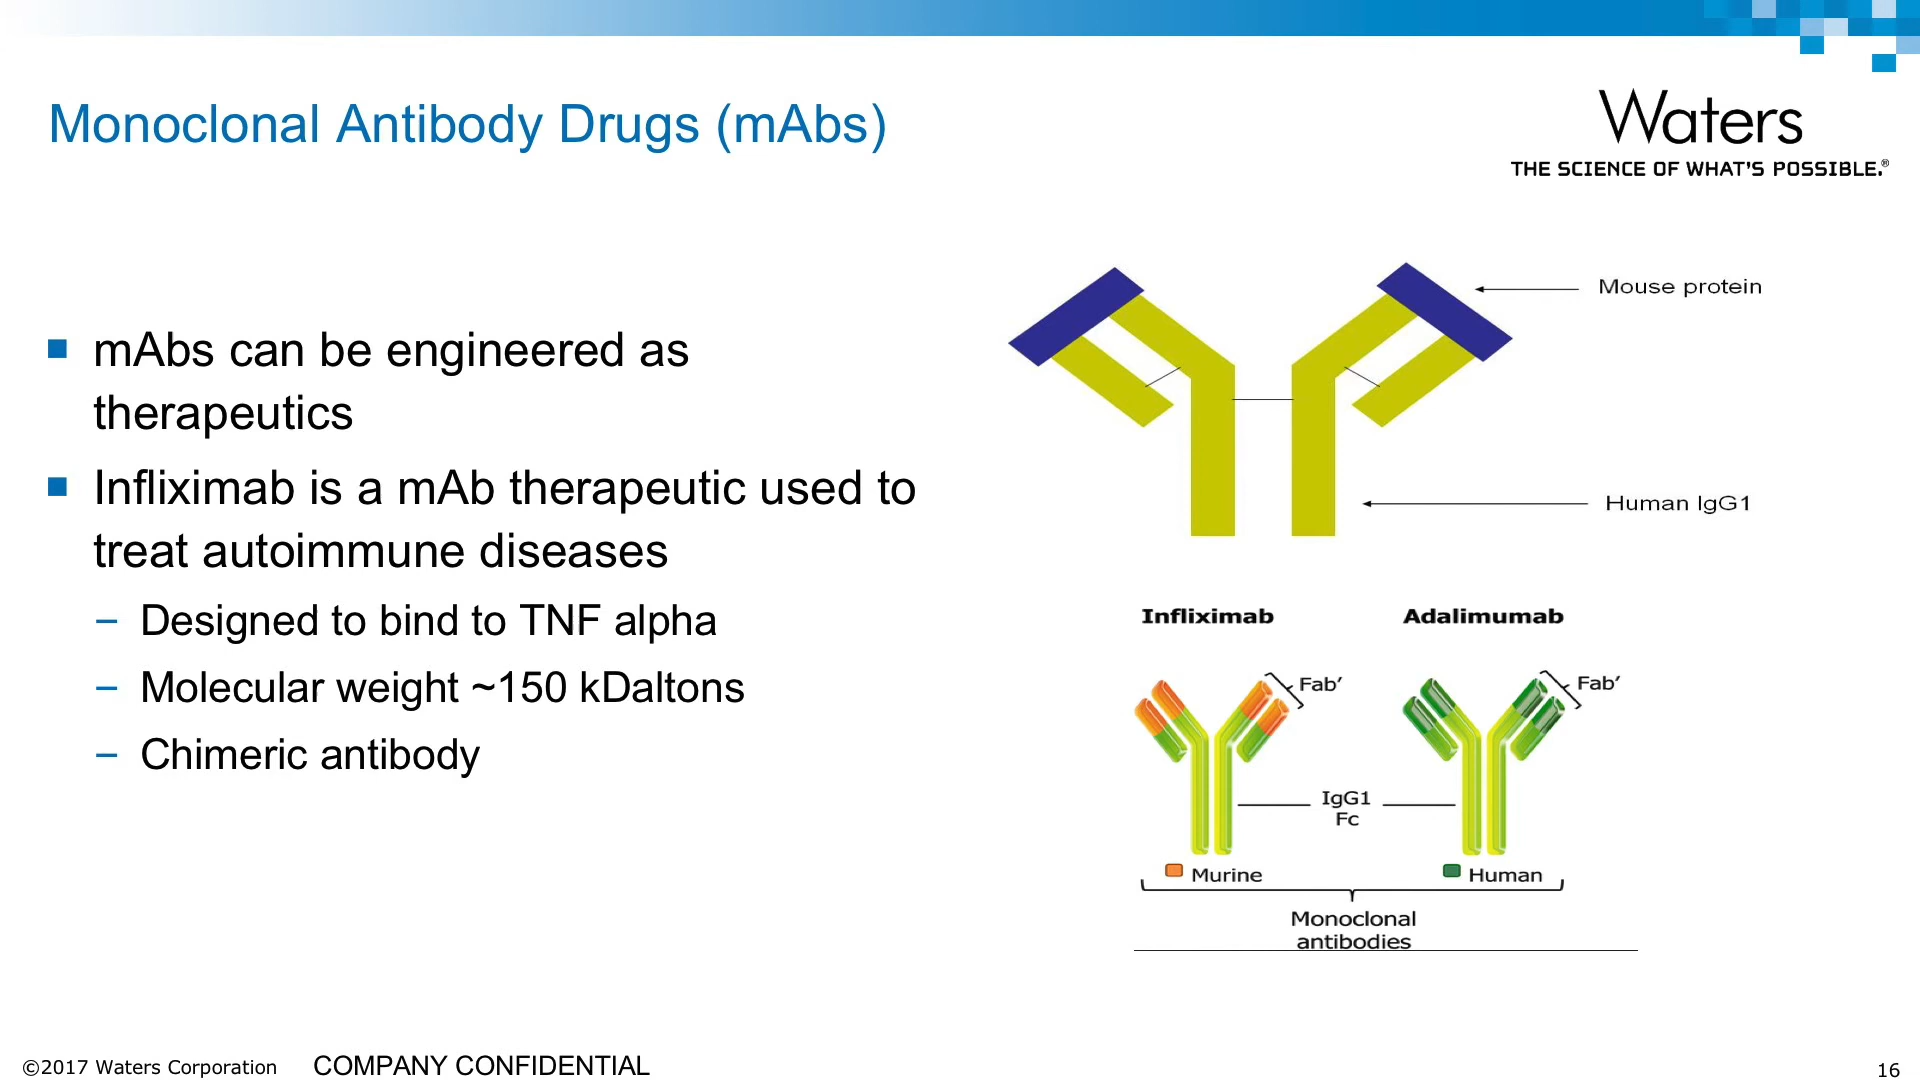 Monoclonal Antibody Drugs (mAbs)
Waters
THE SCIENCE OF WHAT'S POSSIBLE.®
■ mAbs can be engineered as
therapeutics
■ Infliximab is a mAb therapeutic used to
treat autoimmune diseases
– Designed to bind to TNF alpha
– Molecular weight ~150 kDaltons
– Chimeric antibody
Mouse protein
Human IgG1
Infliximab
Adalimumab
Fab′
Fab′
IgG1
Fc
Murine
Human
Monoclonal
antibodies
©2017 Waters Corporation
COMPANY CONFIDENTIAL
16